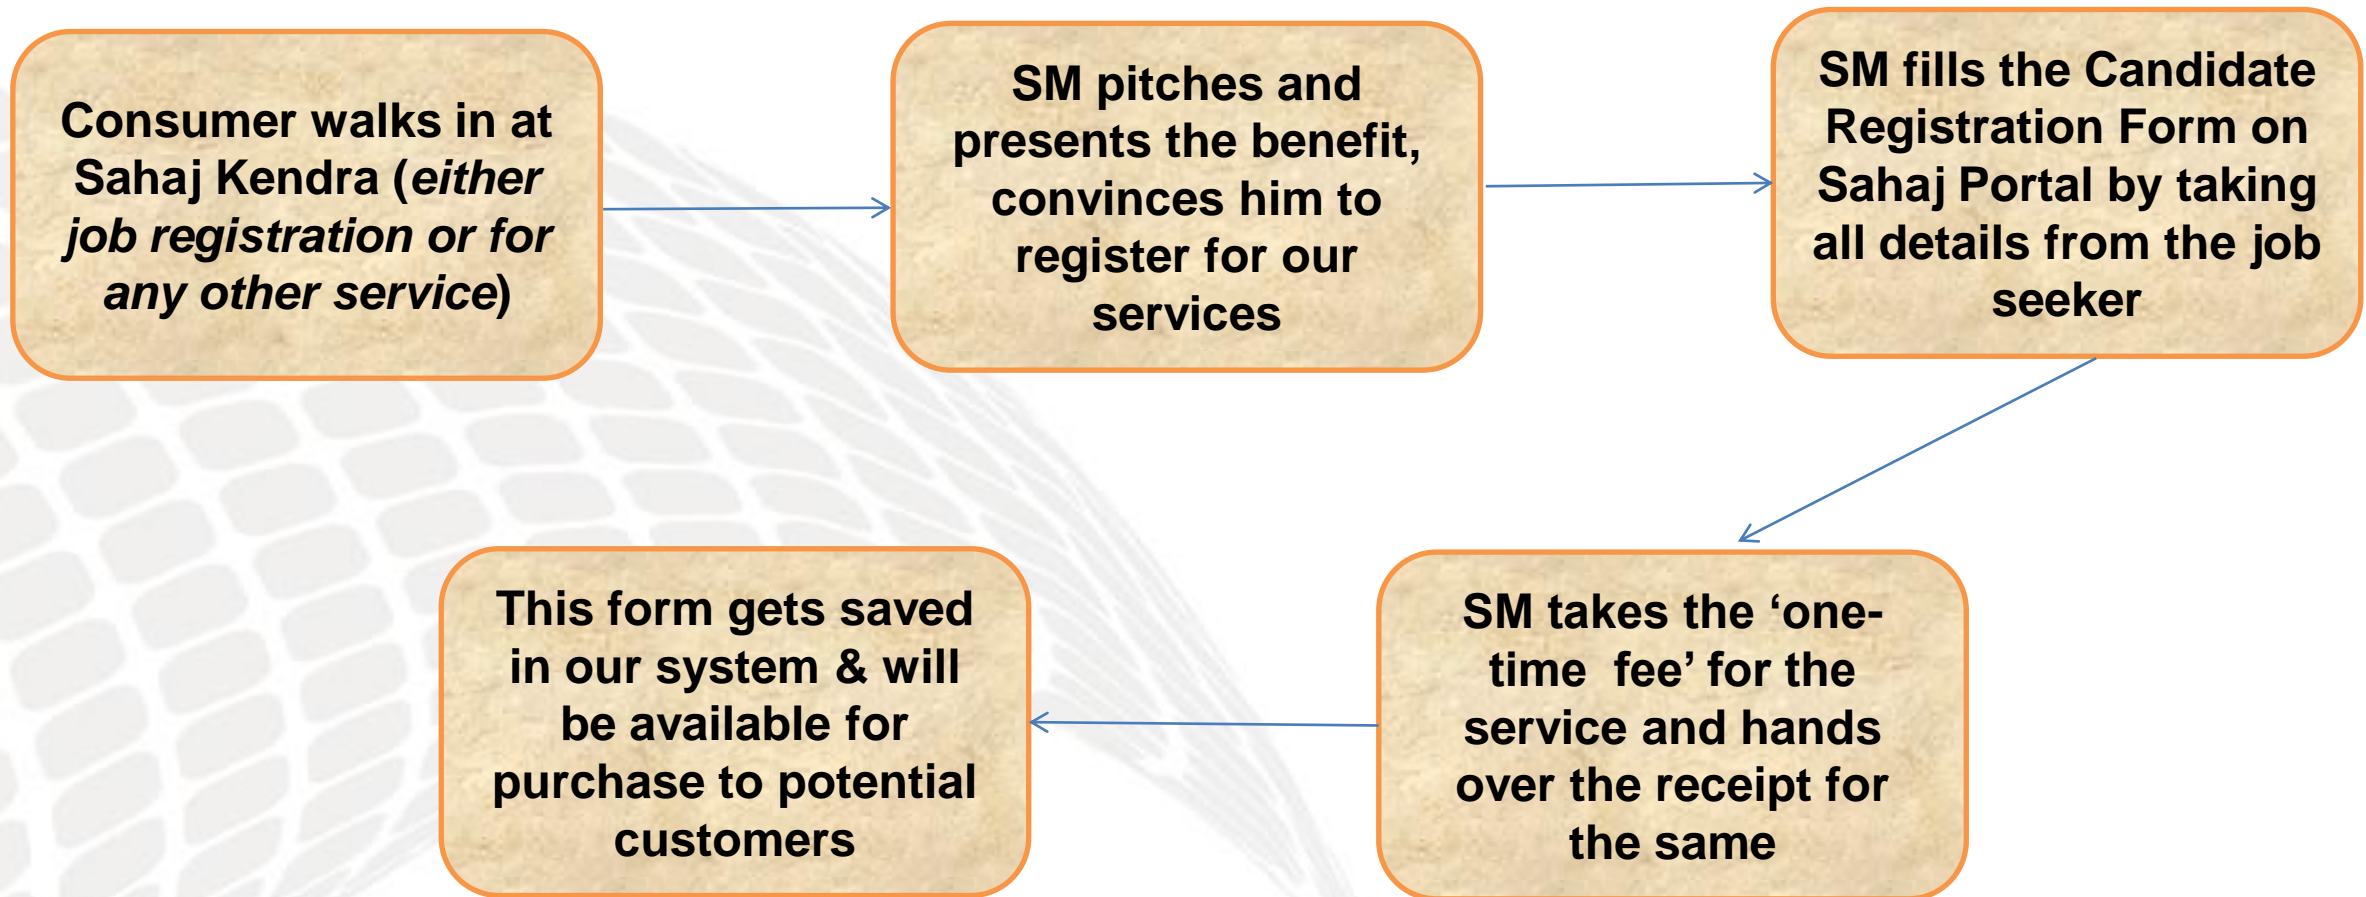 Consumer walks in at
Sahaj Kendra (either
job registration or for
any other service)
SM pitches and
presents the benefit,
convinces him to
register for our
services
SM fills the Candidate
Registration Form on
Sahaj Portal by taking
all details from the job
seeker
SM takes the ‘one-
time  fee’ for the
service and hands
over the receipt for
the same
This form gets saved
in our system & will
be available for
purchase to potential
customers